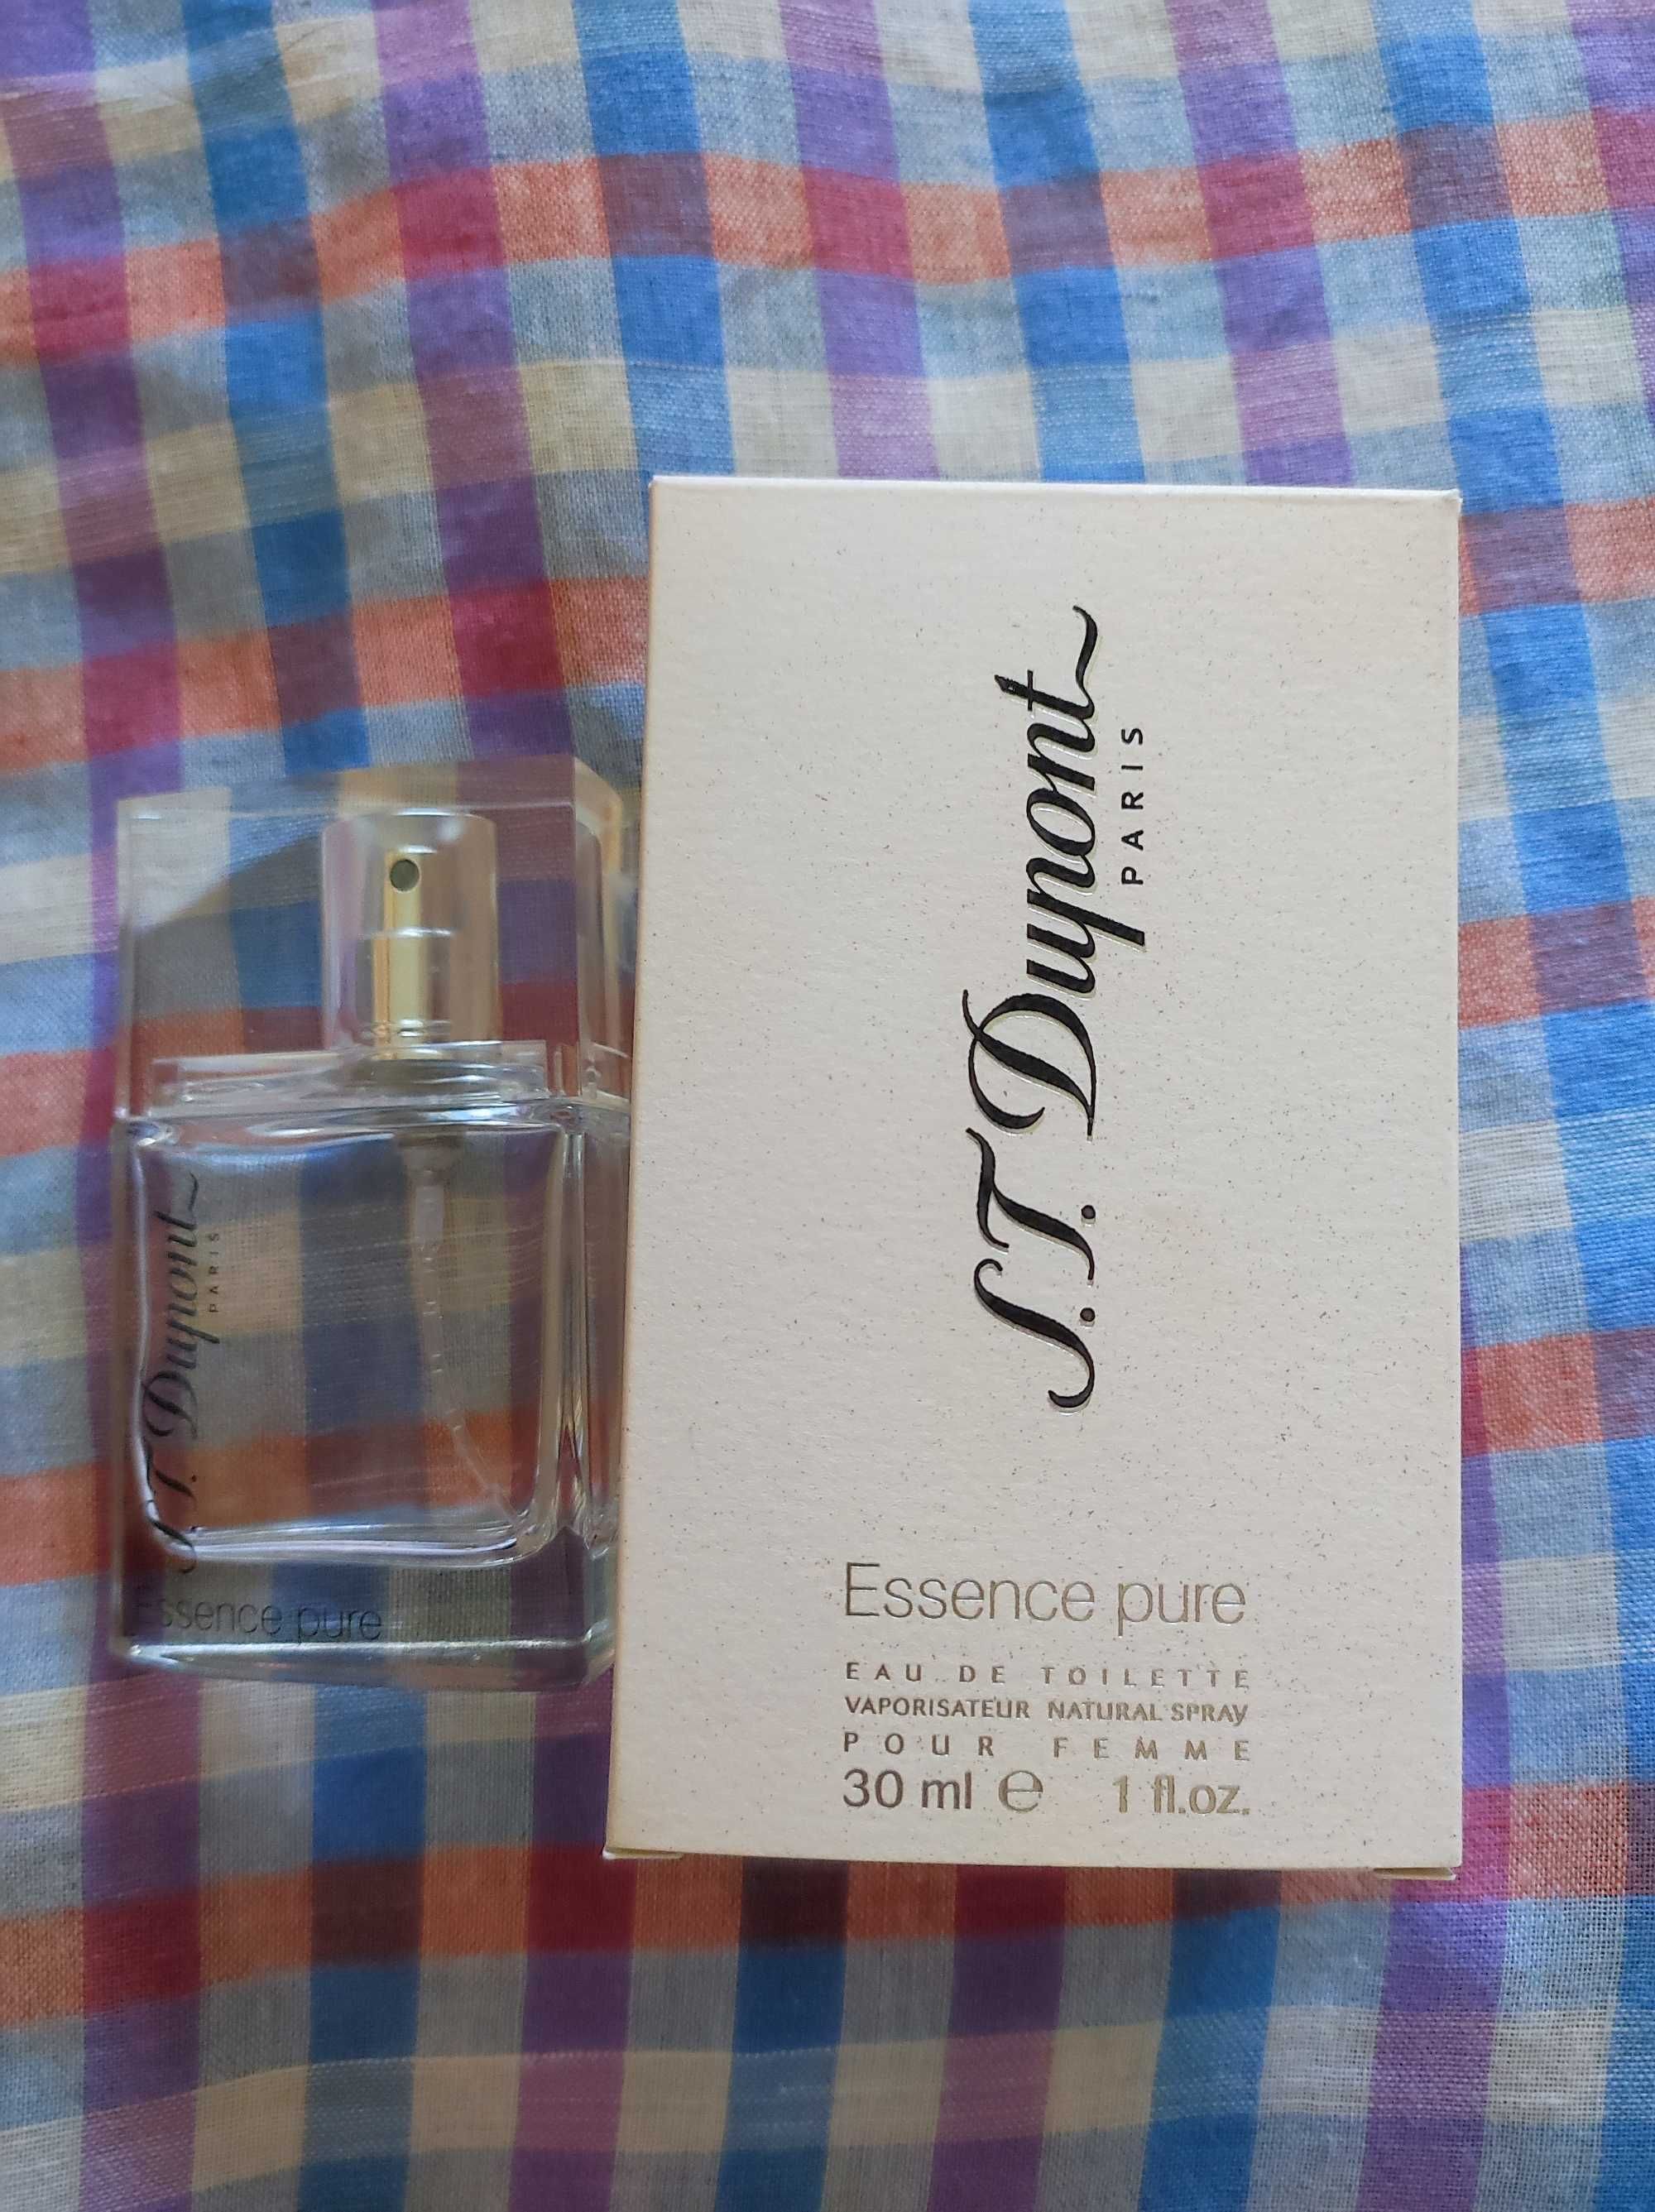 S.T. Dupont
PARIS
Essence pure
S.T. Dupont
PARIS
Essence pure
EAU DE TOILETTE
VAPORISATEUR NATURAL SPRAY
POUR FEMME
30 ml ℮ 1 fl.oz.